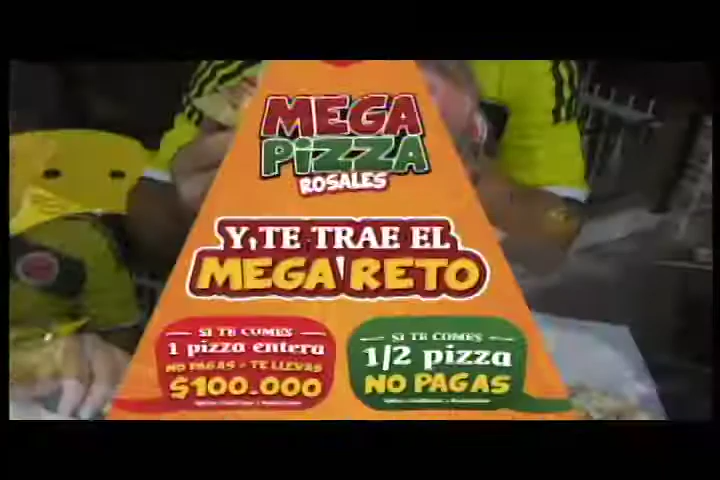 MEGA
PIZZA
ROSALES
Y TE TRAE EL
MEGA RETO
SI TE COMES
1 pizza entera
NO PAGAS + TE LLEVAS
$100.000
SI TE COMES
1/2 pizza
NO PAGAS